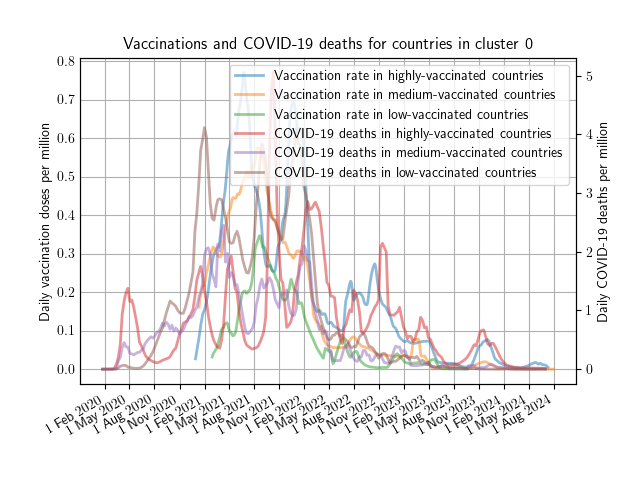 Vaccinations and COVID-19 deaths for countries in cluster 0
Vaccination rate in highly-vaccinated countries
Vaccination rate in medium-vaccinated countries
Vaccination rate in low-vaccinated countries
COVID-19 deaths in highly-vaccinated countries
COVID-19 deaths in medium-vaccinated countries
COVID-19 deaths in low-vaccinated countries
Daily vaccination doses per million
0.8
0.7
0.6
0.5
0.4
0.3
0.2
0.1
0.0
5
4
3
2
1
0
Daily COVID-19 deaths per million
1 Feb 2020
1 May 2020
1 Aug 2020
1 Nov 2020
1 Feb 2021
1 May 2021
1 Aug 2021
1 Nov 2021
1 Feb 2022
1 May 2022
1 Aug 2022
1 Nov 2022
1 Feb 2023
1 May 2023
1 Aug 2023
1 Nov 2023
1 Feb 2024
1 May 2024
1 Aug 2024